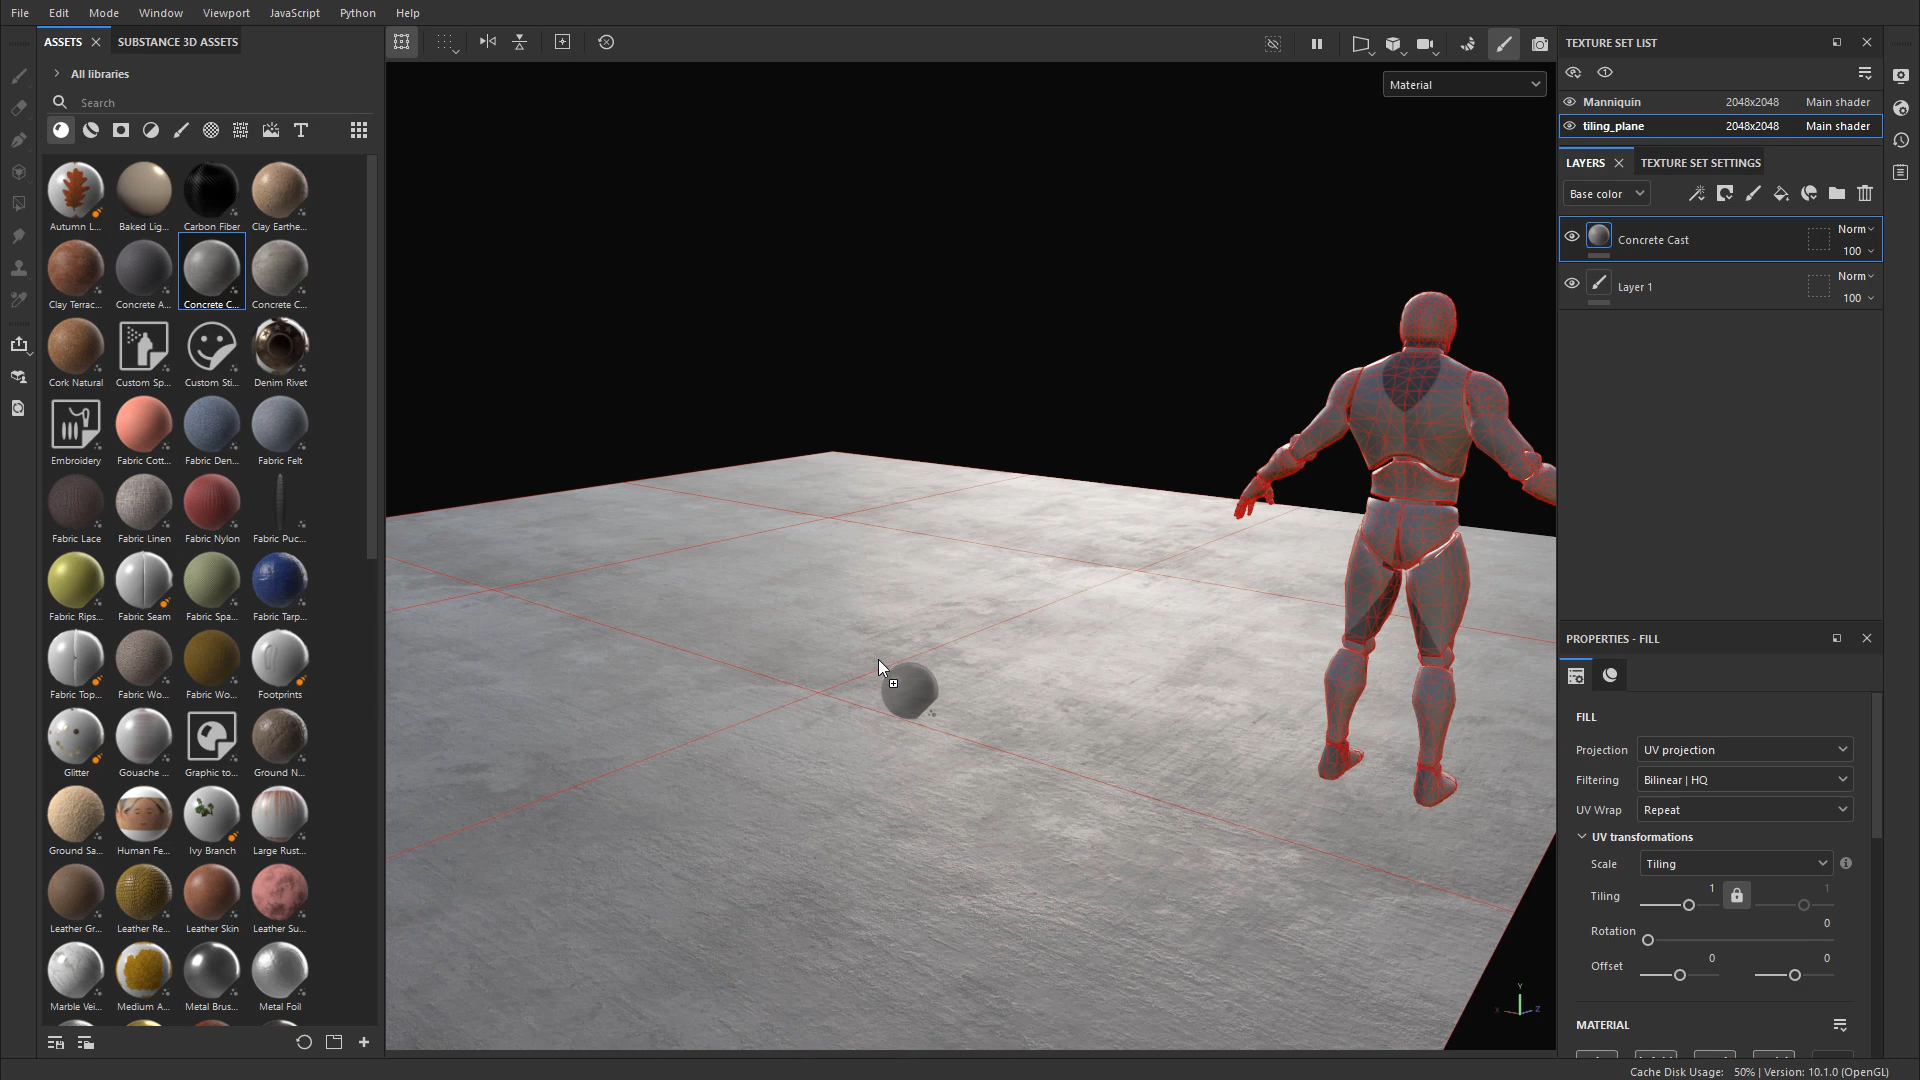 File Edit Mode Window Viewport JavaScript Python Help
ASSETS SUBSTANCE 3D ASSETS
All libraries
Search
Autumn L... Baked Lig... Carbon Fiber Clay Earthe...
Clay Terrac... Concrete A... Concrete C... Concrete C...
Cork Natural Custom Sp... Custom Sti... Denim Rivet
Embroidery Fabric Cott... Fabric Den... Fabric Felt
Fabric Lace Fabric Linen Fabric Nylon Fabric Puc...
Fabric Rips... Fabric Seam Fabric Spa... Fabric Tarp...
Fabric Top... Fabric Wo... Fabric Wo... Footprints
Glitter Gouache ... Graphic to... Ground N...
Ground Sa... Human Fe... Ivy Branch Large Rust...
Leather Gr... Leather Re... Leather Skin Leather Su...
Marble Vei... Medium A... Metal Brus... Metal Foil
Material
Y
X
Z
TEXTURE SET LIST
Manniquin 2048x2048 Main shader
tiling_plane 2048x2048 Main shader
LAYERS TEXTURE SET SETTINGS
Base color
Norm
Concrete Cast
100
Norm
Layer 1
100
PROPERTIES - FILL
FILL
Projection UV projection
Filtering Bilinear | HQ
UV Wrap Repeat
UV transformations
Scale Tiling
Tiling 1 1
Rotation 0
Offset 0 0
MATERIAL
Cache Disk Usage: 50% | Version: 10.1.0 (OpenGL)